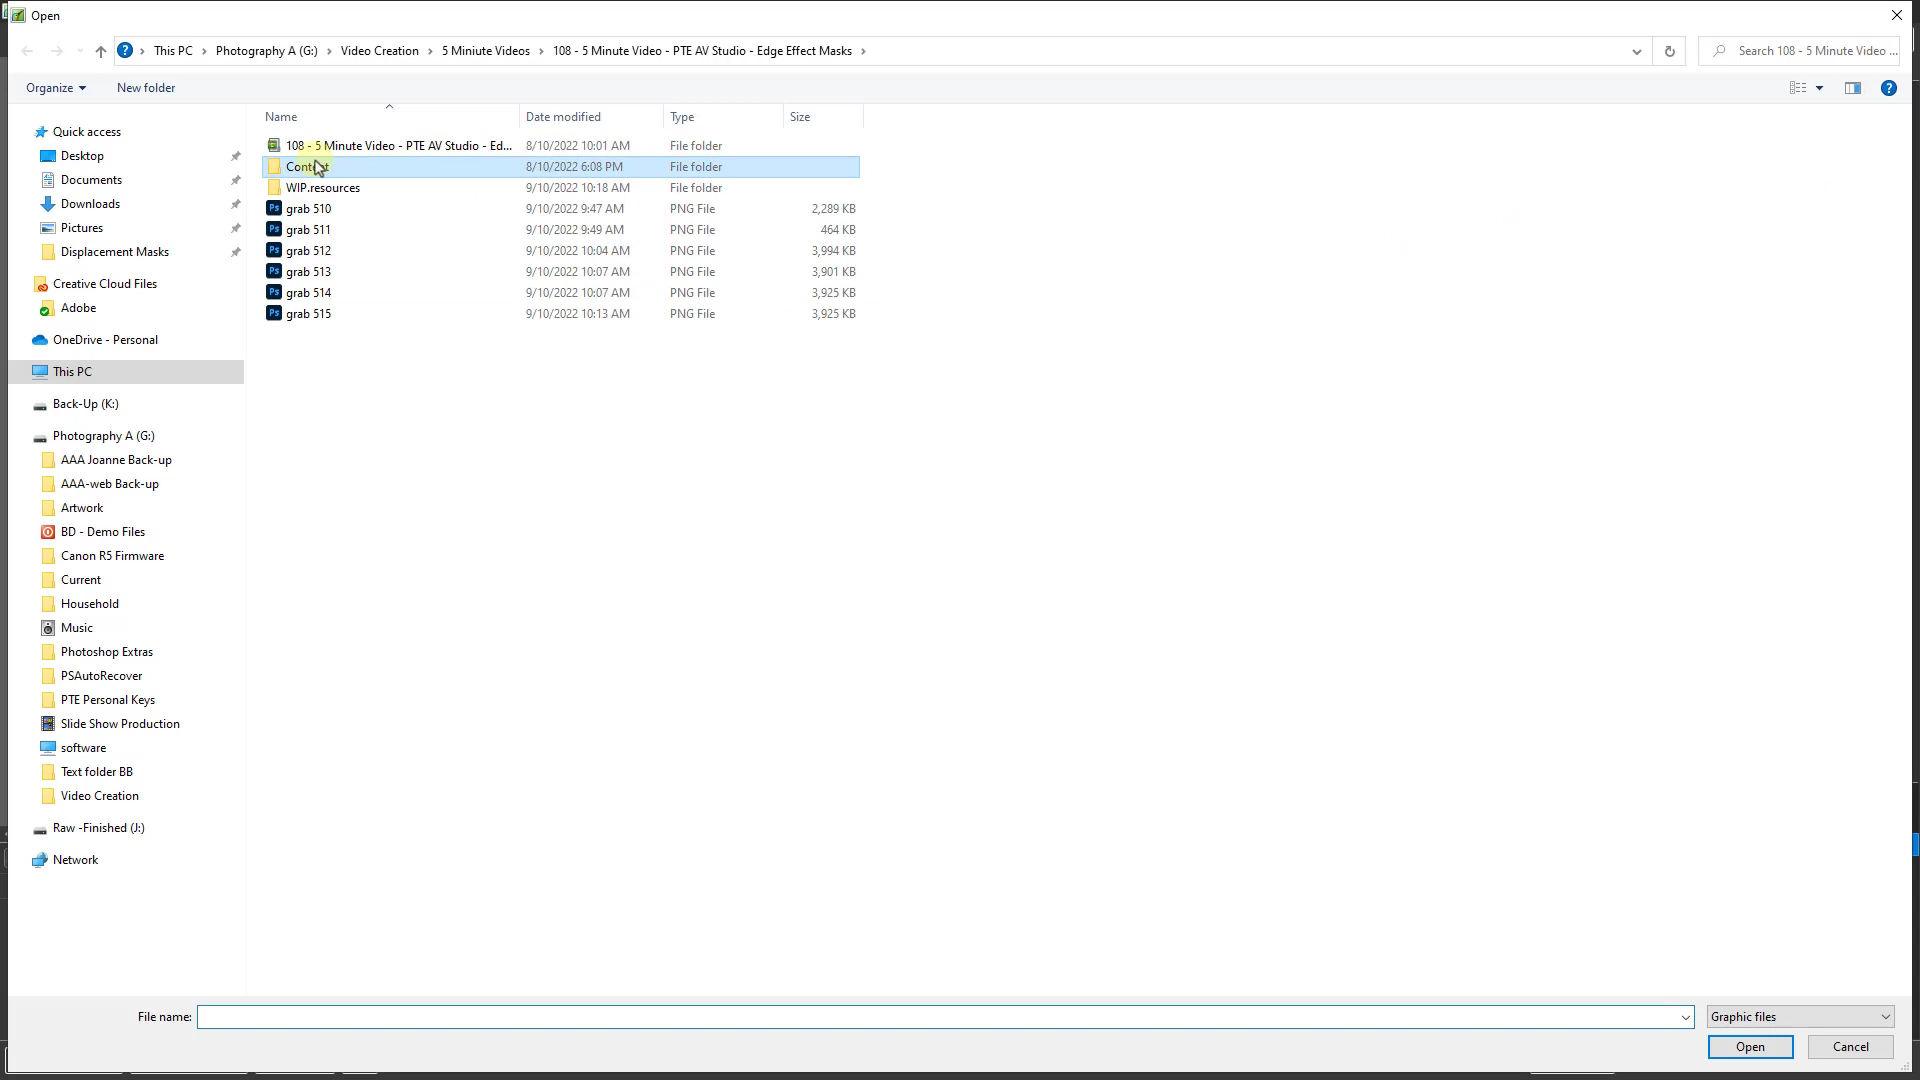 Open
This PC
Photography A (G:)
Video Creation
5 Miniute Videos
108 - 5 Minute Video - PTE AV Studio - Edge Effect Masks
Search 108 - 5 Minute Video ...
Organize
New folder
Name
Date modified
Type
Size
108 - 5 Minute Video - PTE AV Studio - Ed... 8/10/2022 10:01 AM File folder
8/10/2022 6:08 PM File folder
WIP.resources 9/10/2022 10:18 AM File folder
grab 510 9/10/2022 9:47 AM PNG File 2,289 KB
grab 511 9/10/2022 9:49 AM PNG File 464 KB
grab 512 9/10/2022 10:04 AM PNG File 3,994 KB
grab 513 9/10/2022 10:07 AM PNG File 3,901 KB
grab 514 9/10/2022 10:07 AM PNG File 3,925 KB
grab 515 9/10/2022 10:13 AM PNG File 3,925 KB
Quick access
Desktop
Documents
Downloads
Pictures
Displacement Masks
Creative Cloud Files
Adobe
OneDrive - Personal
This PC
Back-Up (K:)
Photography A (G:)
AAA Joanne Back-up
AAA-web Back-up
Artwork
BD - Demo Files
Canon R5 Firmware
Current
Household
Music
Photoshop Extras
PSAutoRecover
PTE Personal Keys
Slide Show Production
software
Text folder BB
Video Creation
Raw -Finished (J:)
Network
File name:
Graphic files
Open
Cancel